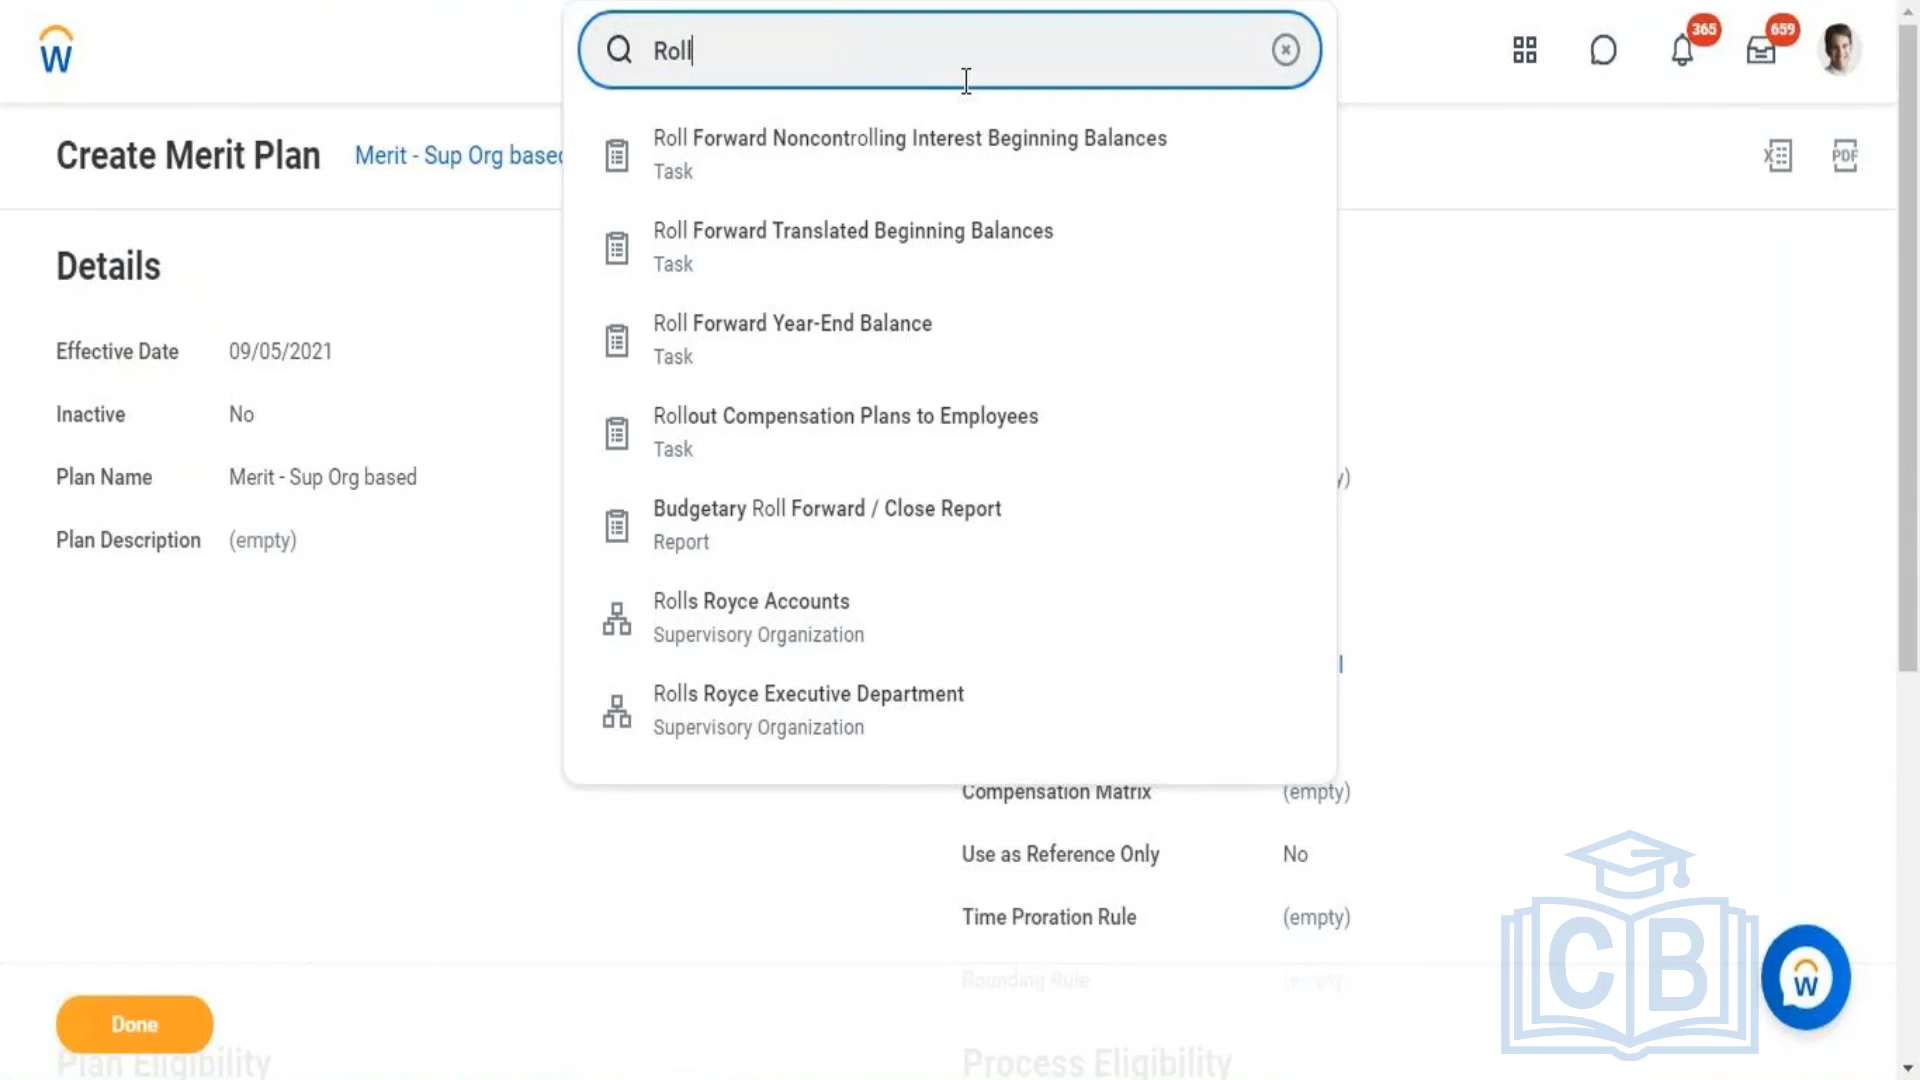 W
Roll
365
659
Create Merit Plan
Merit - Sup Org based
PDF
Roll Forward Noncontrolling Interest Beginning Balances
Task
Roll Forward Translated Beginning Balances
Task
Roll Forward Year-End Balance
Task
Rollout Compensation Plans to Employees
Task
Budgetary Roll Forward / Close Report
Report
Rolls Royce Accounts
Supervisory Organization
Rolls Royce Executive Department
Supervisory Organization
Details
Effective Date 09/05/2021
Inactive No
Plan Name Merit - Sup Org based
Plan Description (empty)
Compensation Matrix (empty)
Use as Reference Only No
Time Proration Rule (empty)
Rounding Rule (empty)
Done
Plan Eligibility
Process Eligibility
CB
W